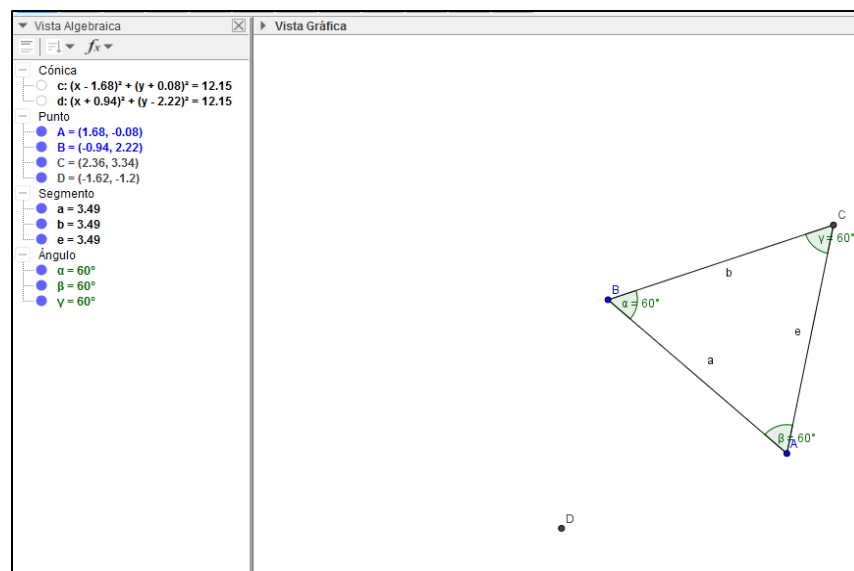 Vista Algebraica
Vista Gráfica
fx
Cónica
c: (x - 1.68)² + (y + 0.08)² = 12.15
d: (x + 0.94)² + (y - 2.22)² = 12.15
Punto
A = (1.68, -0.08)
B = (-0.94, 2.22)
C = (2.36, 3.34)
D = (-1.62, -1.2)
Segmento
a = 3.49
b = 3.49
e = 3.49
Ángulo
α = 60°
β = 60°
γ = 60°
C
γ = 60°
b
B
α = 60°
e
a
β = 60°
A
D